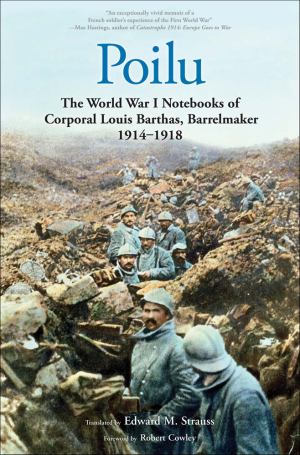 "An exceptionally vivid memoir of a
French soldier's experience of the First World War"
—Max Hastings, author of Catastrophe 1914: Europe Goes to War
Poilu
The World War I Notebooks of
Corporal Louis Barthas, Barrelmaker
1914–1918
Translated by Edward M. Strauss
Foreword by Robert Cowley